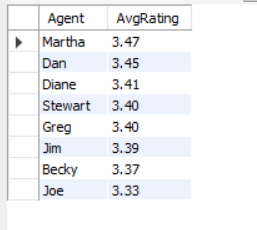 Agent AvgRating
Martha 3.47
Dan 3.45
Diane 3.41
Stewart 3.40
Greg 3.40
Jim 3.39
Becky 3.37
Joe 3.33